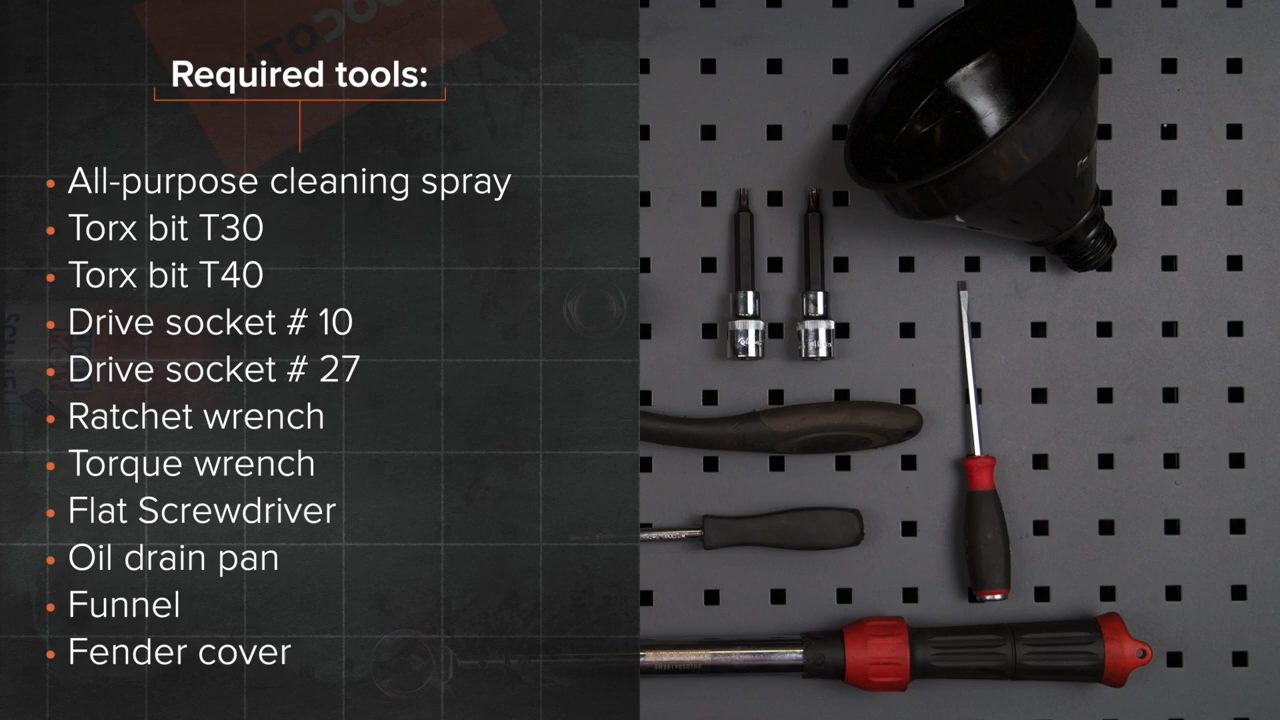 Required tools:
All-purpose cleaning spray
Torx bit T30
Torx bit T40
Drive socket # 10
Drive socket # 27
Ratchet wrench
Torque wrench
Flat Screwdriver
Oil drain pan
Funnel
Fender cover